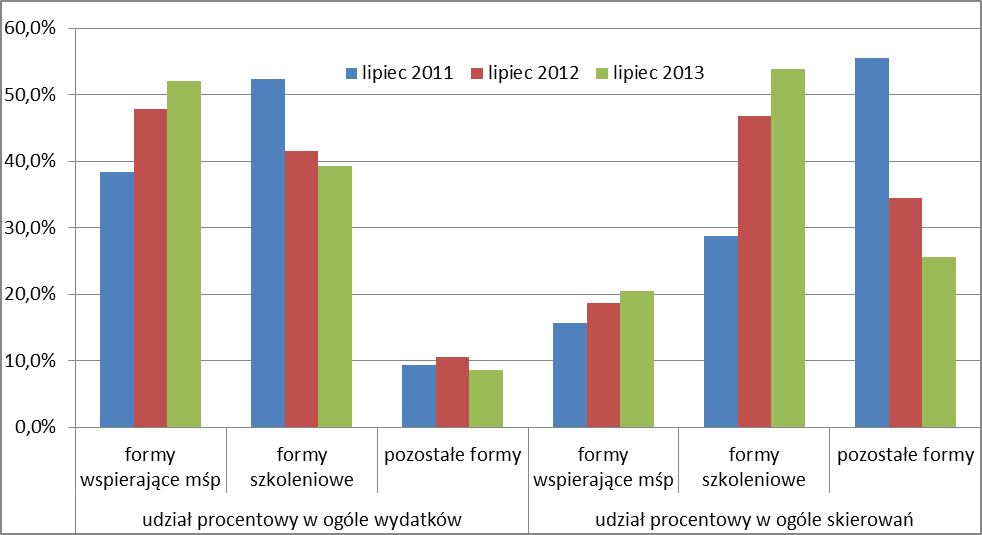 60,0%
50,0%
40,0%
30,0%
20,0%
10,0%
0,0%
lipiec 2011 lipiec 2012 lipiec 2013
formy
wspierające mśp
formy
szkoleniowe
pozostałe formy
formy
wspierające mśp
formy
szkoleniowe
pozostałe formy
udział procentowy w ogóle wydatków
udział procentowy w ogóle skierowań